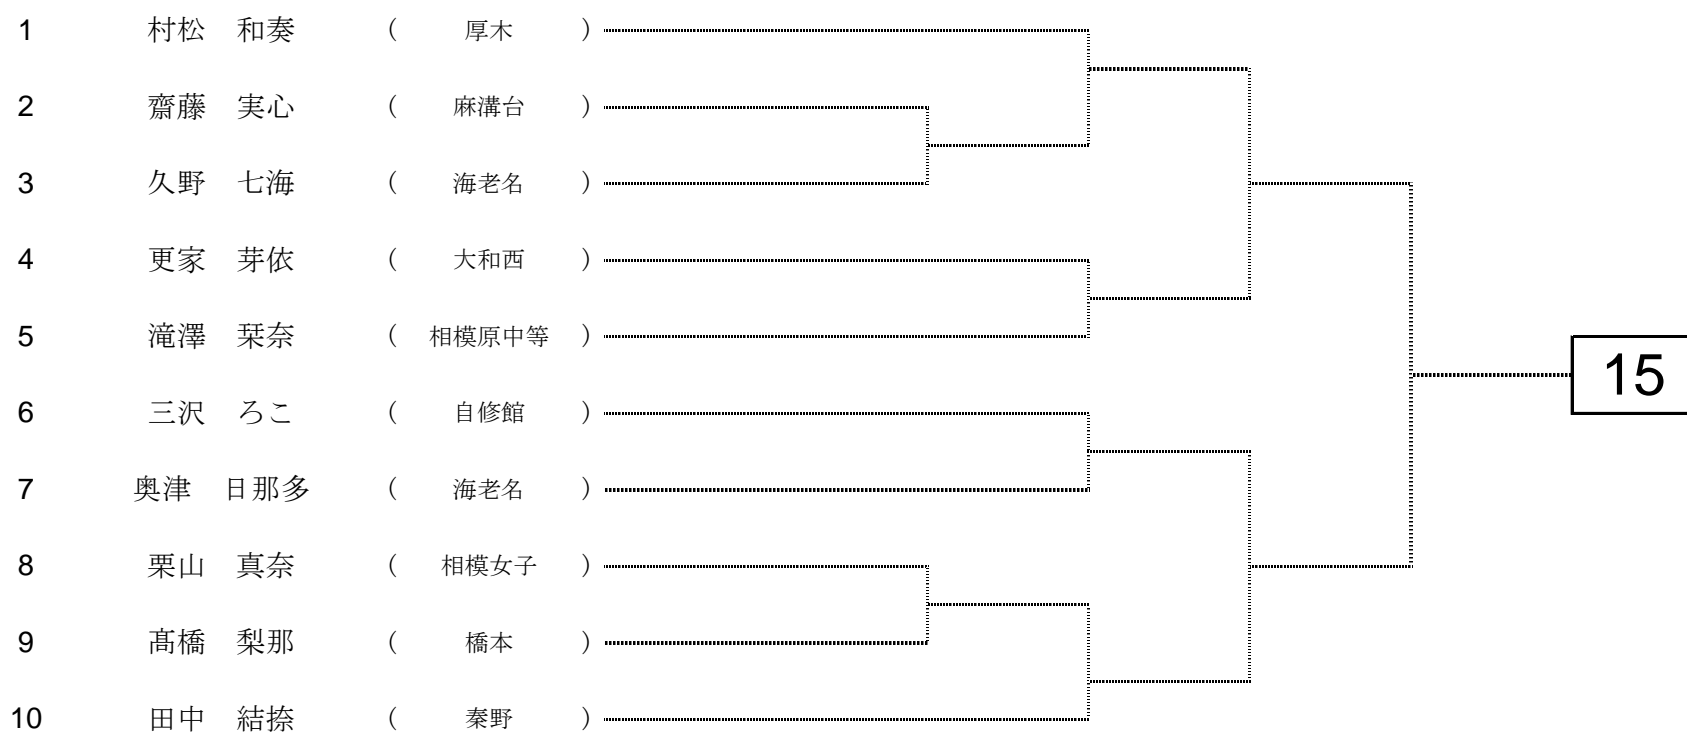 1 村松 和奏 ( 厚木 )
2 齋藤 実心 ( 麻溝台 )
3 久野 七海 ( 海老名 )
4 更家 芽依 ( 大和西 )
5 滝澤 栞奈 ( 相模原中等 )
15
6 三沢 ろこ ( 自修館 )
7 奥津 日那多 ( 海老名 )
8 栗山 真奈 ( 相模女子 )
9 髙橋 梨那 ( 橋本 )
10 田中 結捺 ( 秦野 )